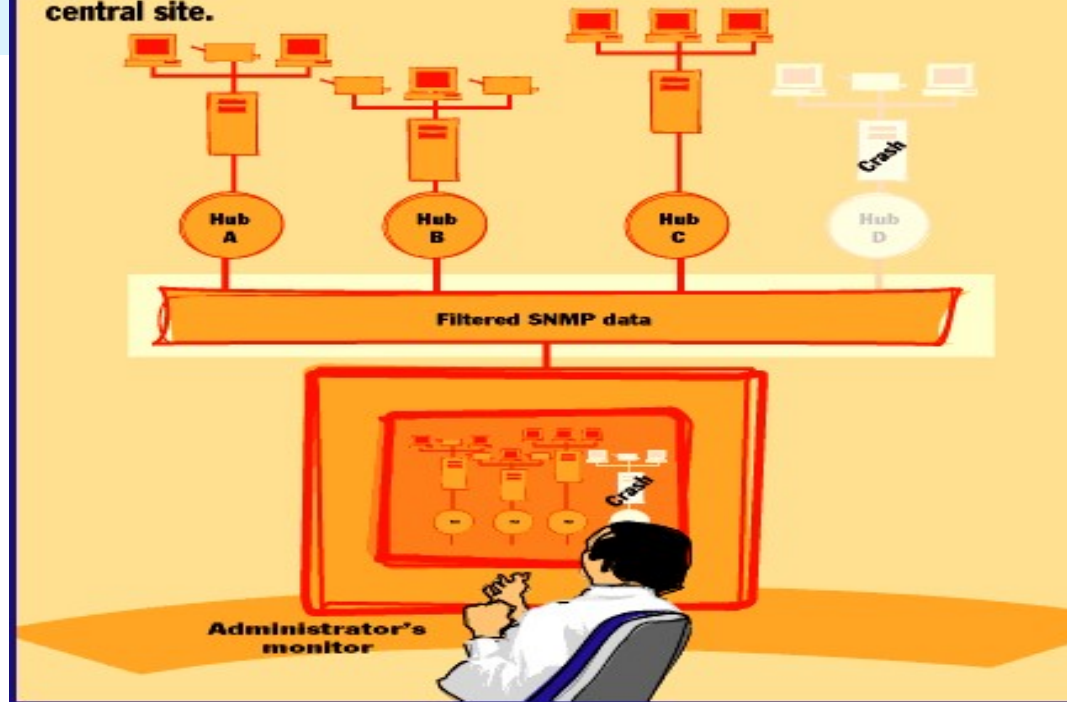 central site.
Crash
Hub
A
Hub
B
Hub
C
Hub
D
Filtered SNMP data
Crash
Administrator's
monitor